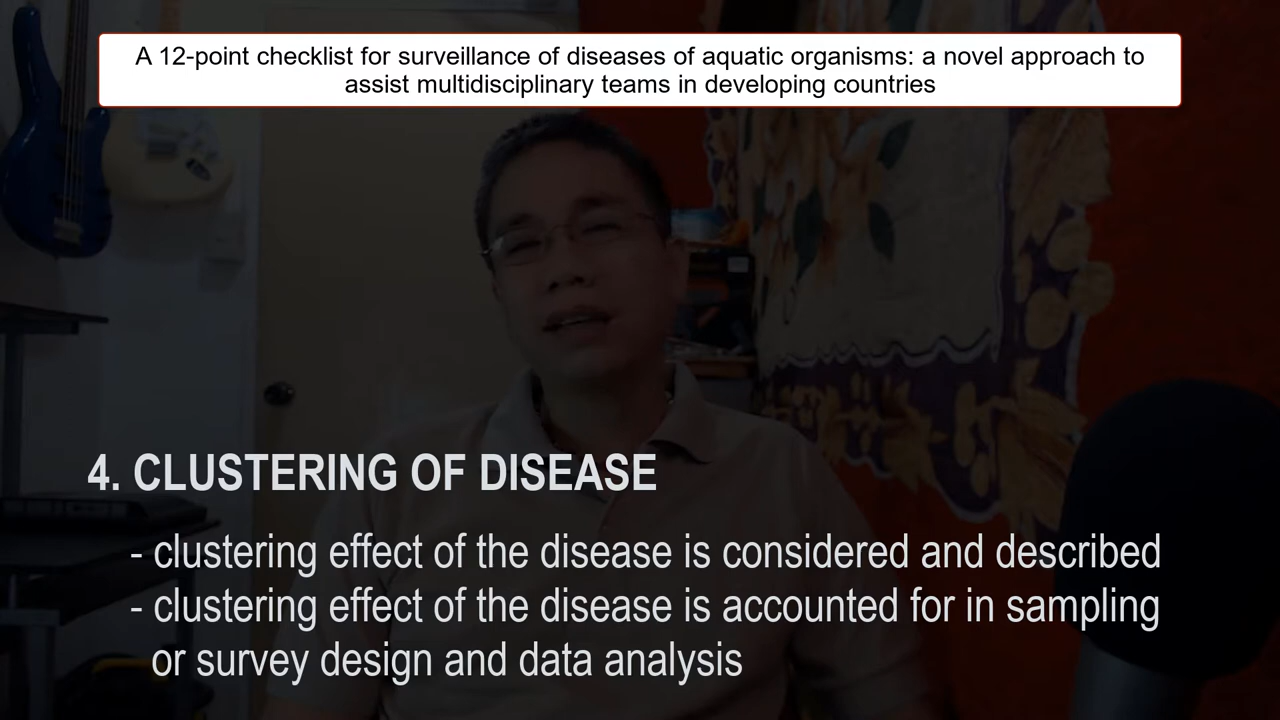 A 12-point checklist for surveillance of diseases of aquatic organisms: a novel approach to
assist multidisciplinary teams in developing countries
4. CLUSTERING OF DISEASE
- clustering effect of the disease is considered and described
- clustering effect of the disease is accounted for in sampling
or survey design and data analysis